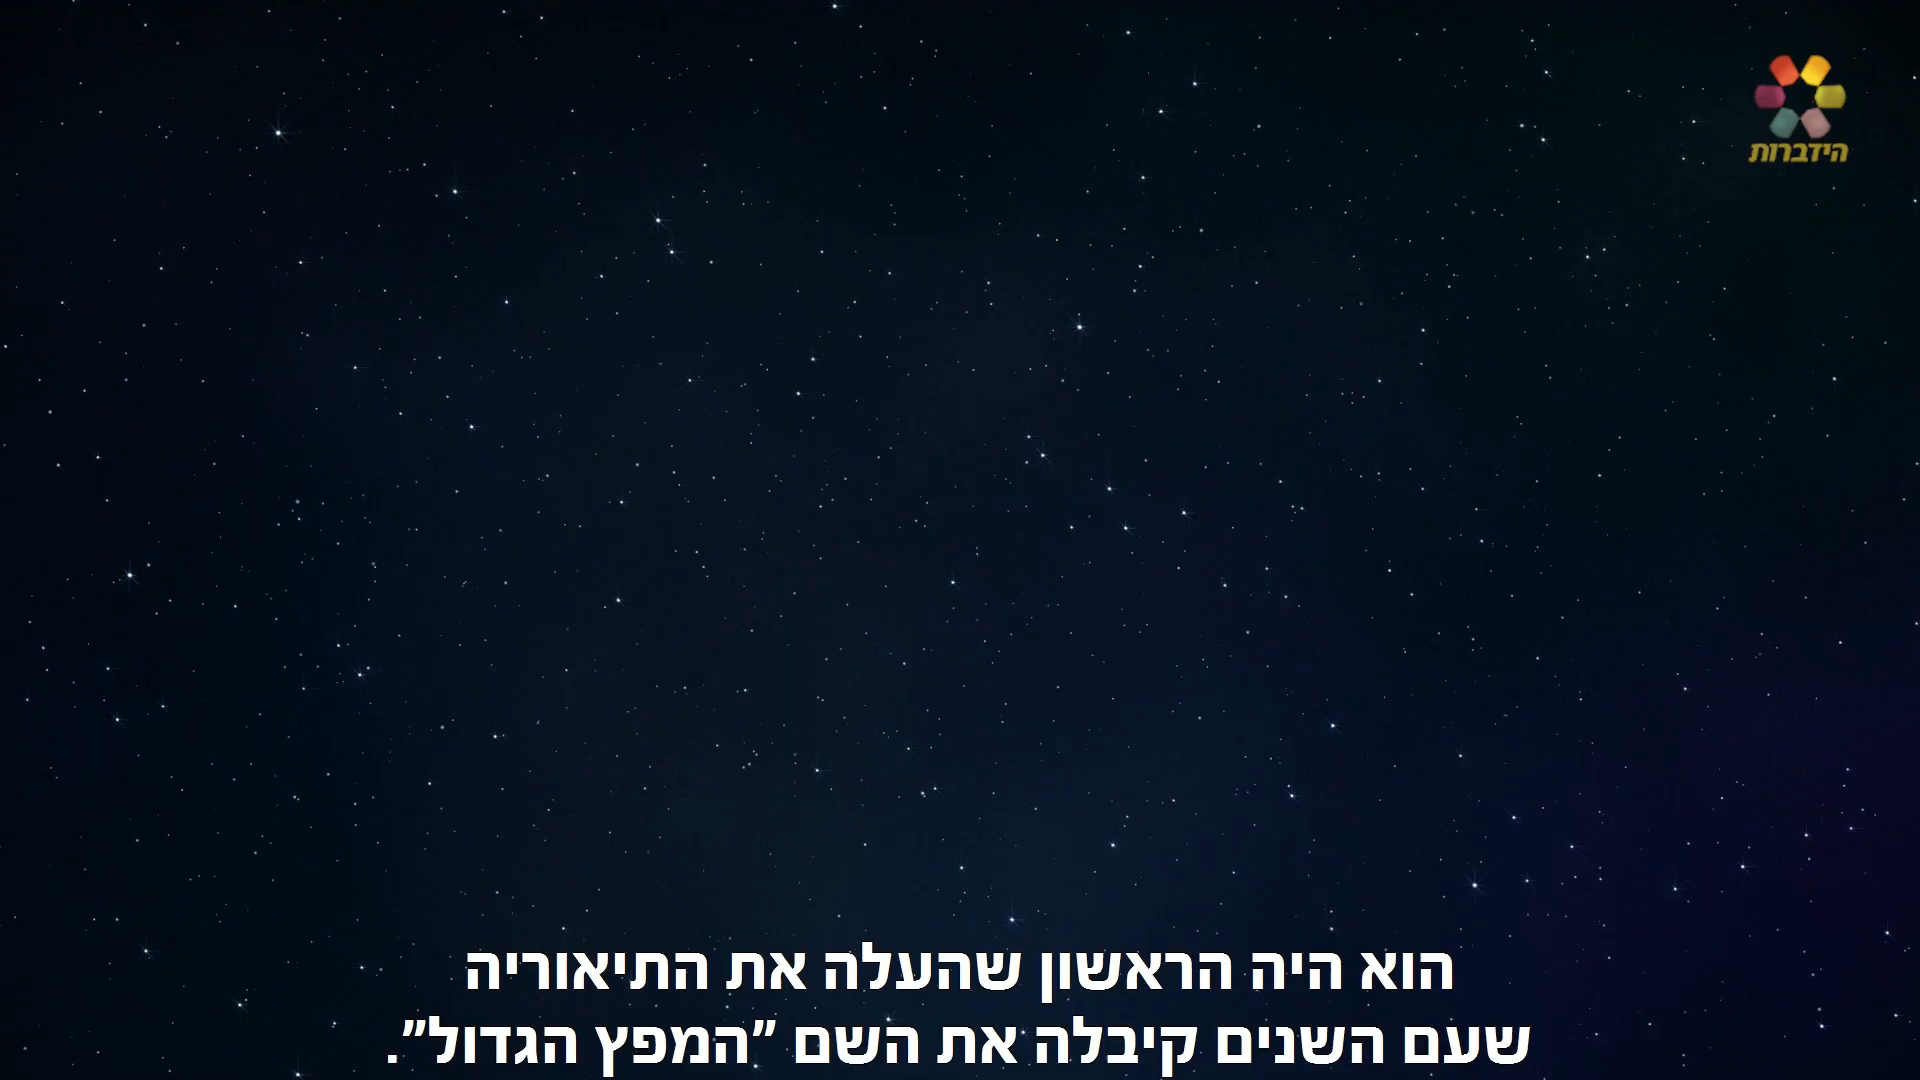 הידברות
הוא היה הראשון שהעלה את התיאוריה
שעם השנים קיבלה את השם "המפץ הגדול".